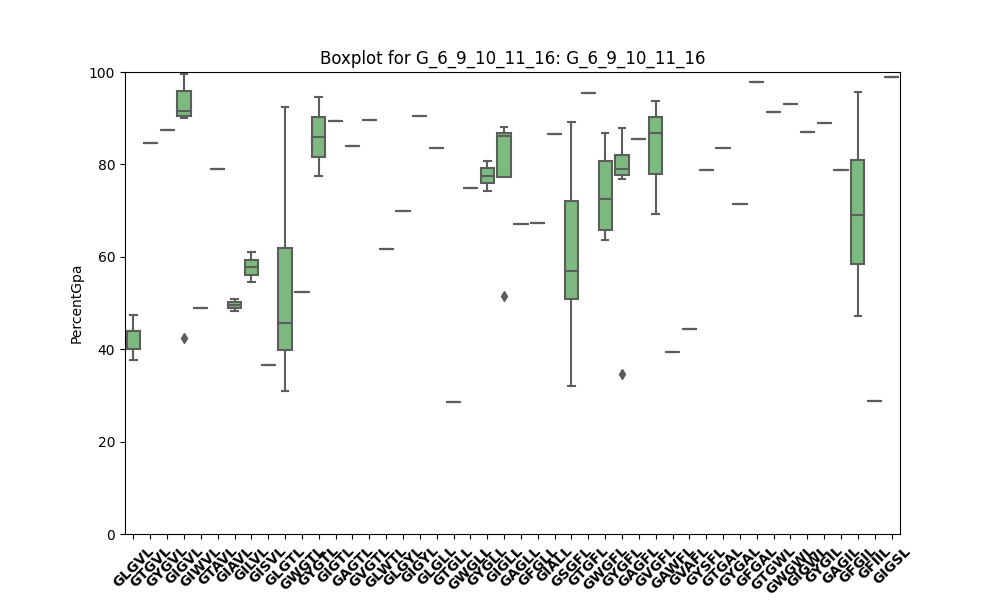 Boxplot for G_6_9_10_11_16: G_6_9_10_11_16
PercentGpa
100
80
60
40
20
0
GLGVL
GTGVL
GYGVL
GIGVL
GIWVL
GTAVL
GIAVL
GILVL
GISVL
GLGTL
GWGTL
GYGTL
GIGTL
GAGTL
GVGTL
GLWTL
GLGYL
GIGYL
GLGLL
GTGLL
GWGLL
GYGLL
GIGLL
GAGLL
GFSLL
GIALL
GSGFL
GTGFL
GWGFL
GYGFL
GAGFL
GVGFL
GAWFL
GVAFL
GYSFL
GTGAL
GYGAL
GFGAL
GTGWL
GWGWL
GIGWL
GYGIL
GAGIL
GFGIL
GFIIL
GIGSL